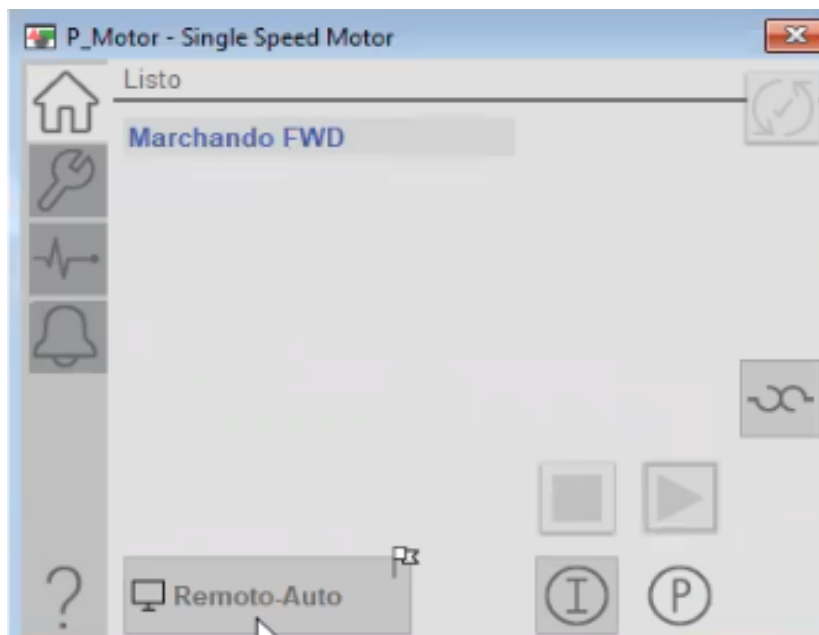 P_Motor - Single Speed Motor
Listo
Marchando FWD
?
Remoto-Auto
I
P